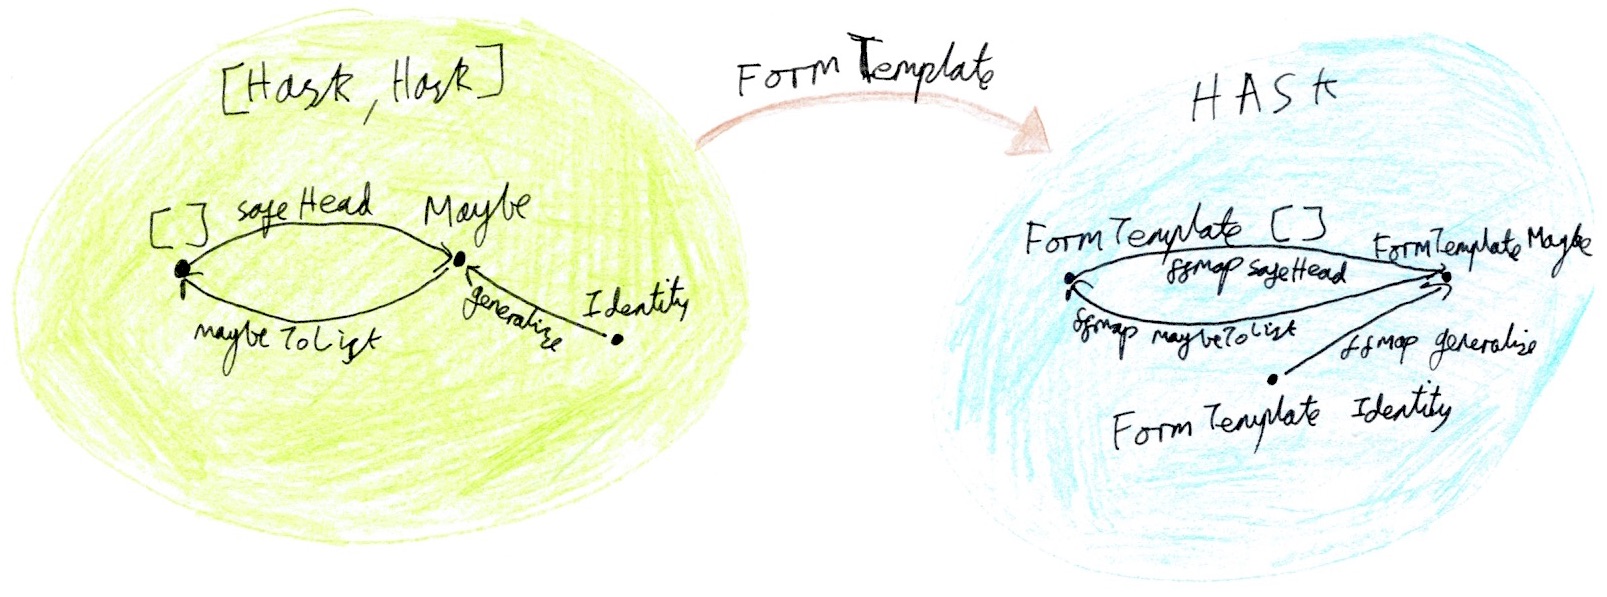 [Hask, Hask]
FormTemplate
HASK
[ ]
safeHead
Maybe
maybeToList
generalize
Identity
FormTemplate [ ]
FormTemplate Maybe
ffmap safeHead
ffmap maybeToList
ffmap generalize
FormTemplate Identity